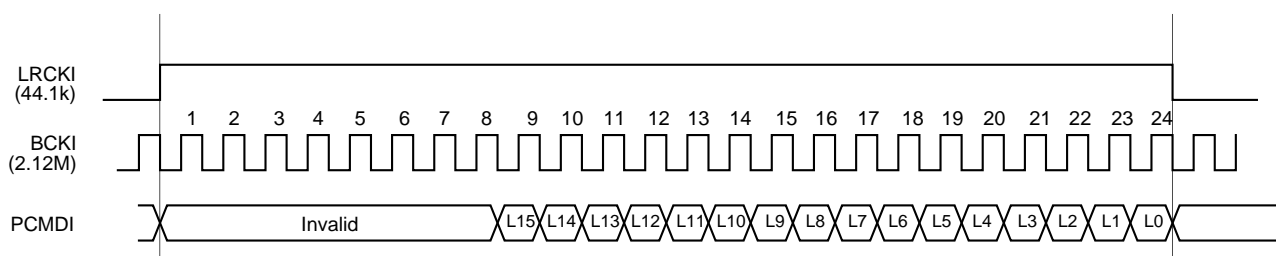 LRCKI
(44.1k)
1 2 3 4 5 6 7 8 9 10 11 12 13 14 15 16 17 18 19 20 21 22 23 24
BCKI
(2.12M)
PCMDI
Invalid L15 L14 L13 L12 L11 L10 L9 L8 L7 L6 L5 L4 L3 L2 L1 L0